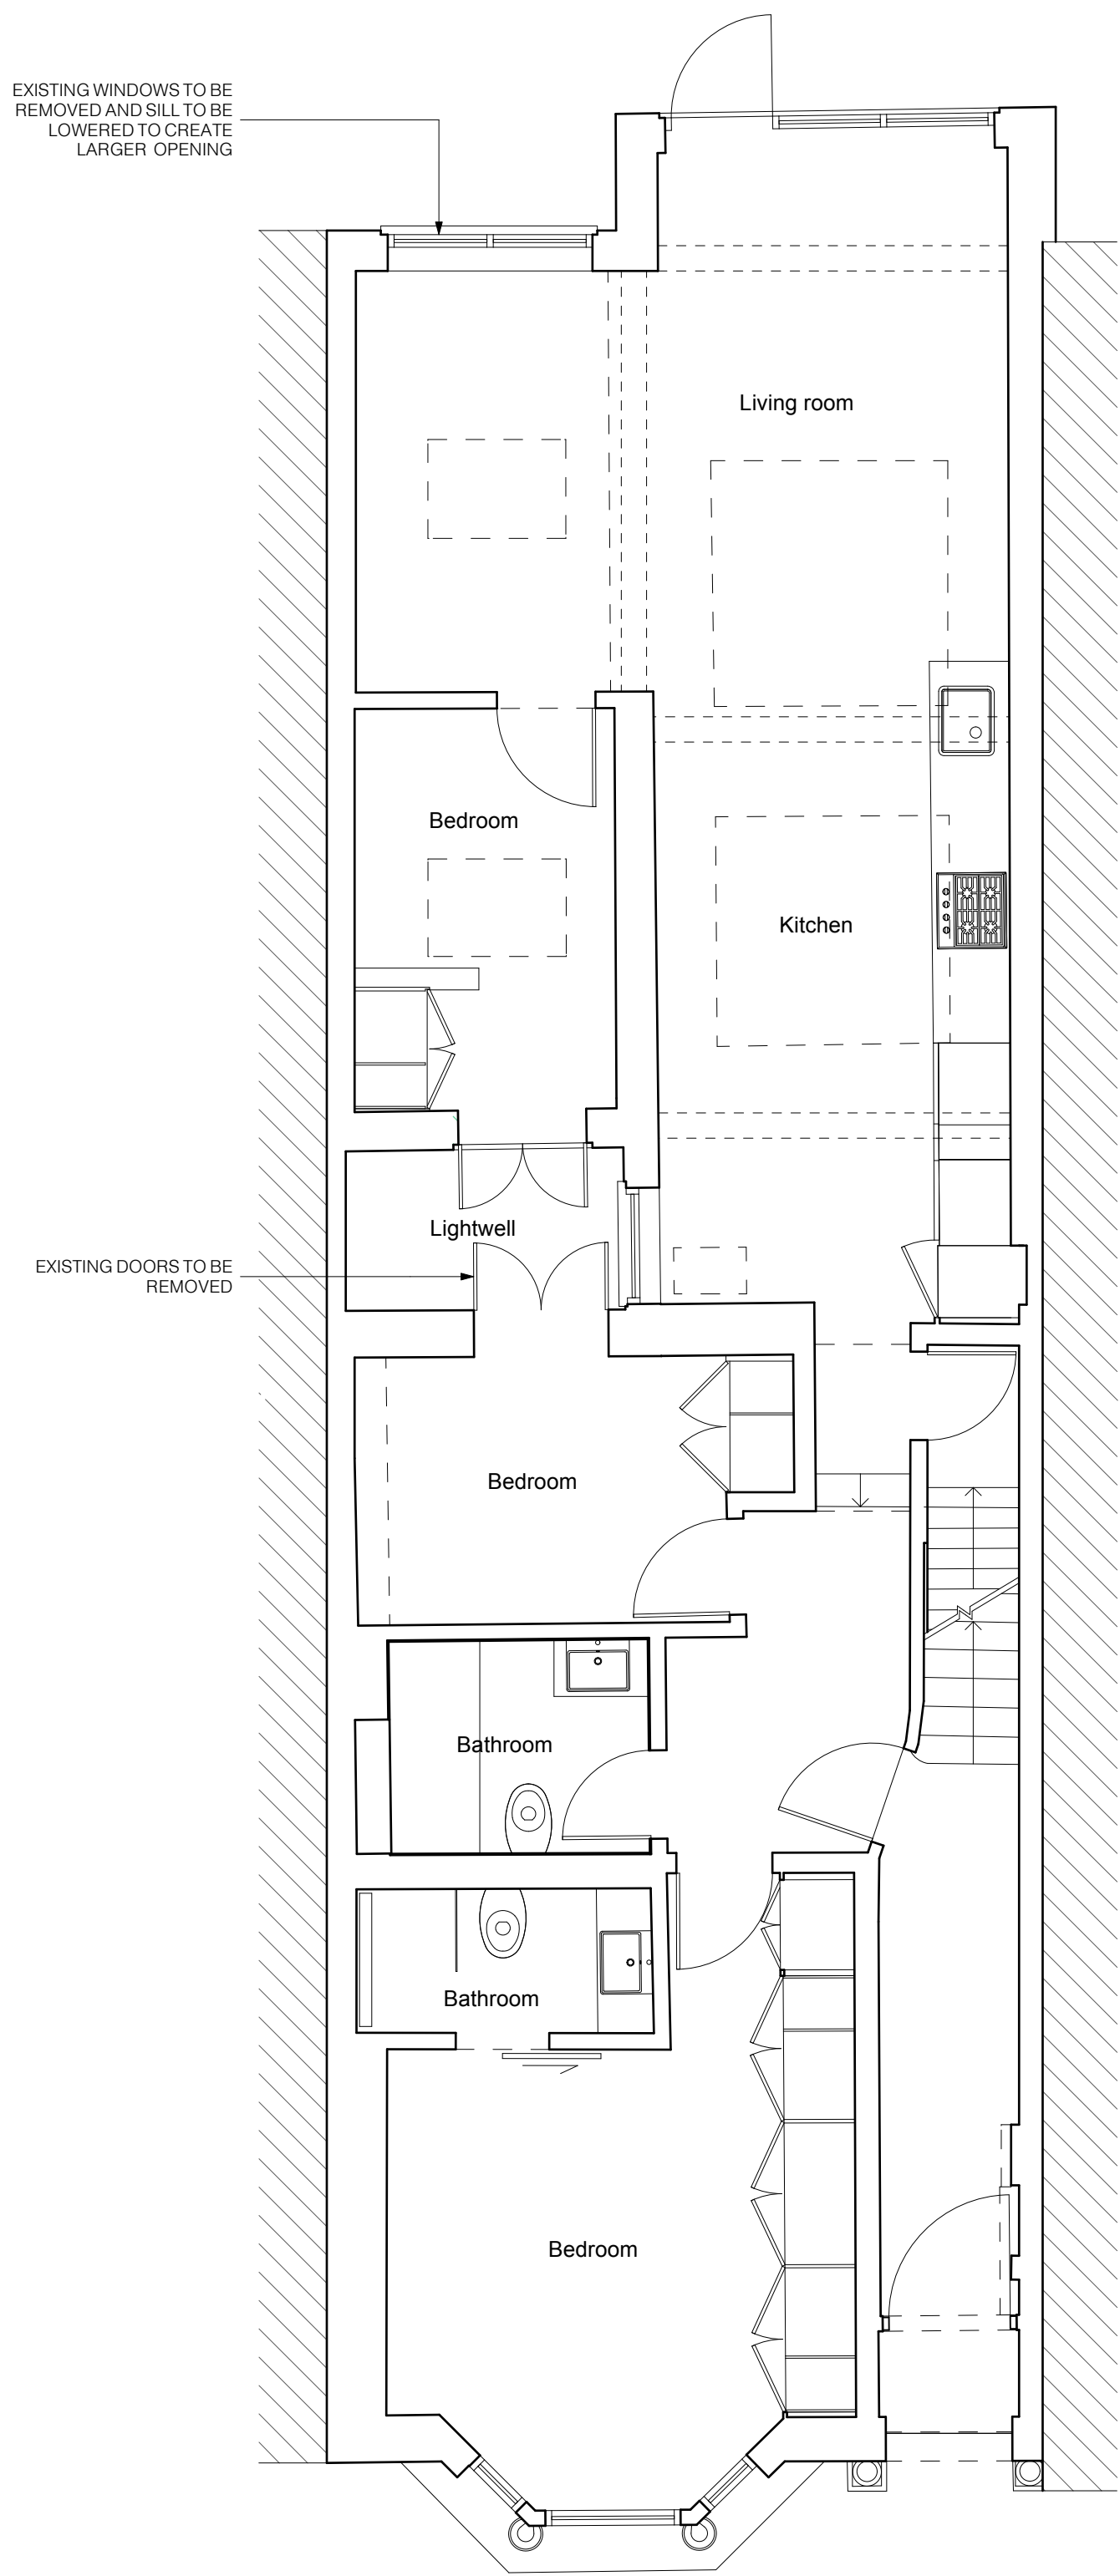 EXISTING WINDOWS TO BE
REMOVED AND SILL TO BE
LOWERED TO CREATE
LARGER OPENING
Living room
Bedroom
Kitchen
Lightwell
EXISTING DOORS TO BE
REMOVED
Bedroom
Bathroom
Bathroom
Bedroom